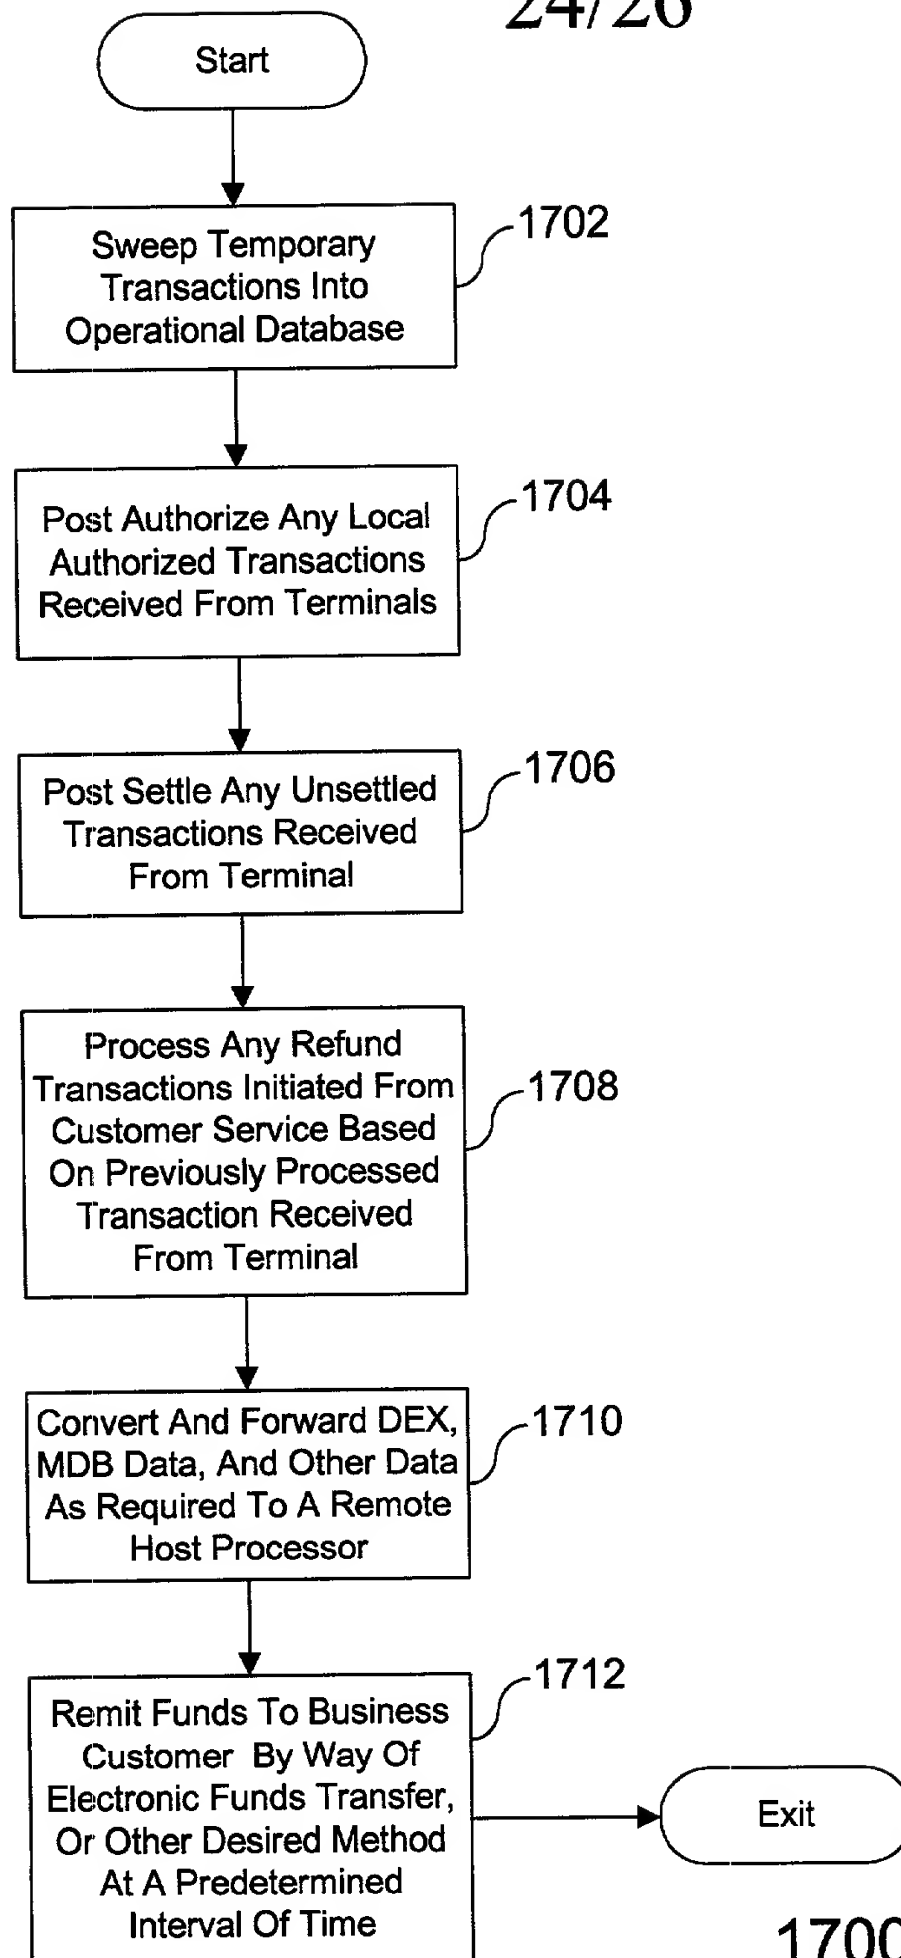 24/26
Start
1702
Sweep Temporary
Transactions Into
Operational Database
1704
Post Authorize Any Local
Authorized Transactions
Received From Terminals
1706
Post Settle Any Unsettled
Transactions Received
From Terminal
Process Any Refund
Transactions Initiated From
1708
Customer Service Based
On Previously Processed
Transaction Received
From Terminal
1710
Convert And Forward DEX,
MDB Data, And Other Data
As Required To A Remote
Host Processor
1712
Remit Funds To Business
Customer By Way Of
Electronic Funds Transfer,
Or Other Desired Method
At A Predetermined
Interval Of Time
Exit
1700